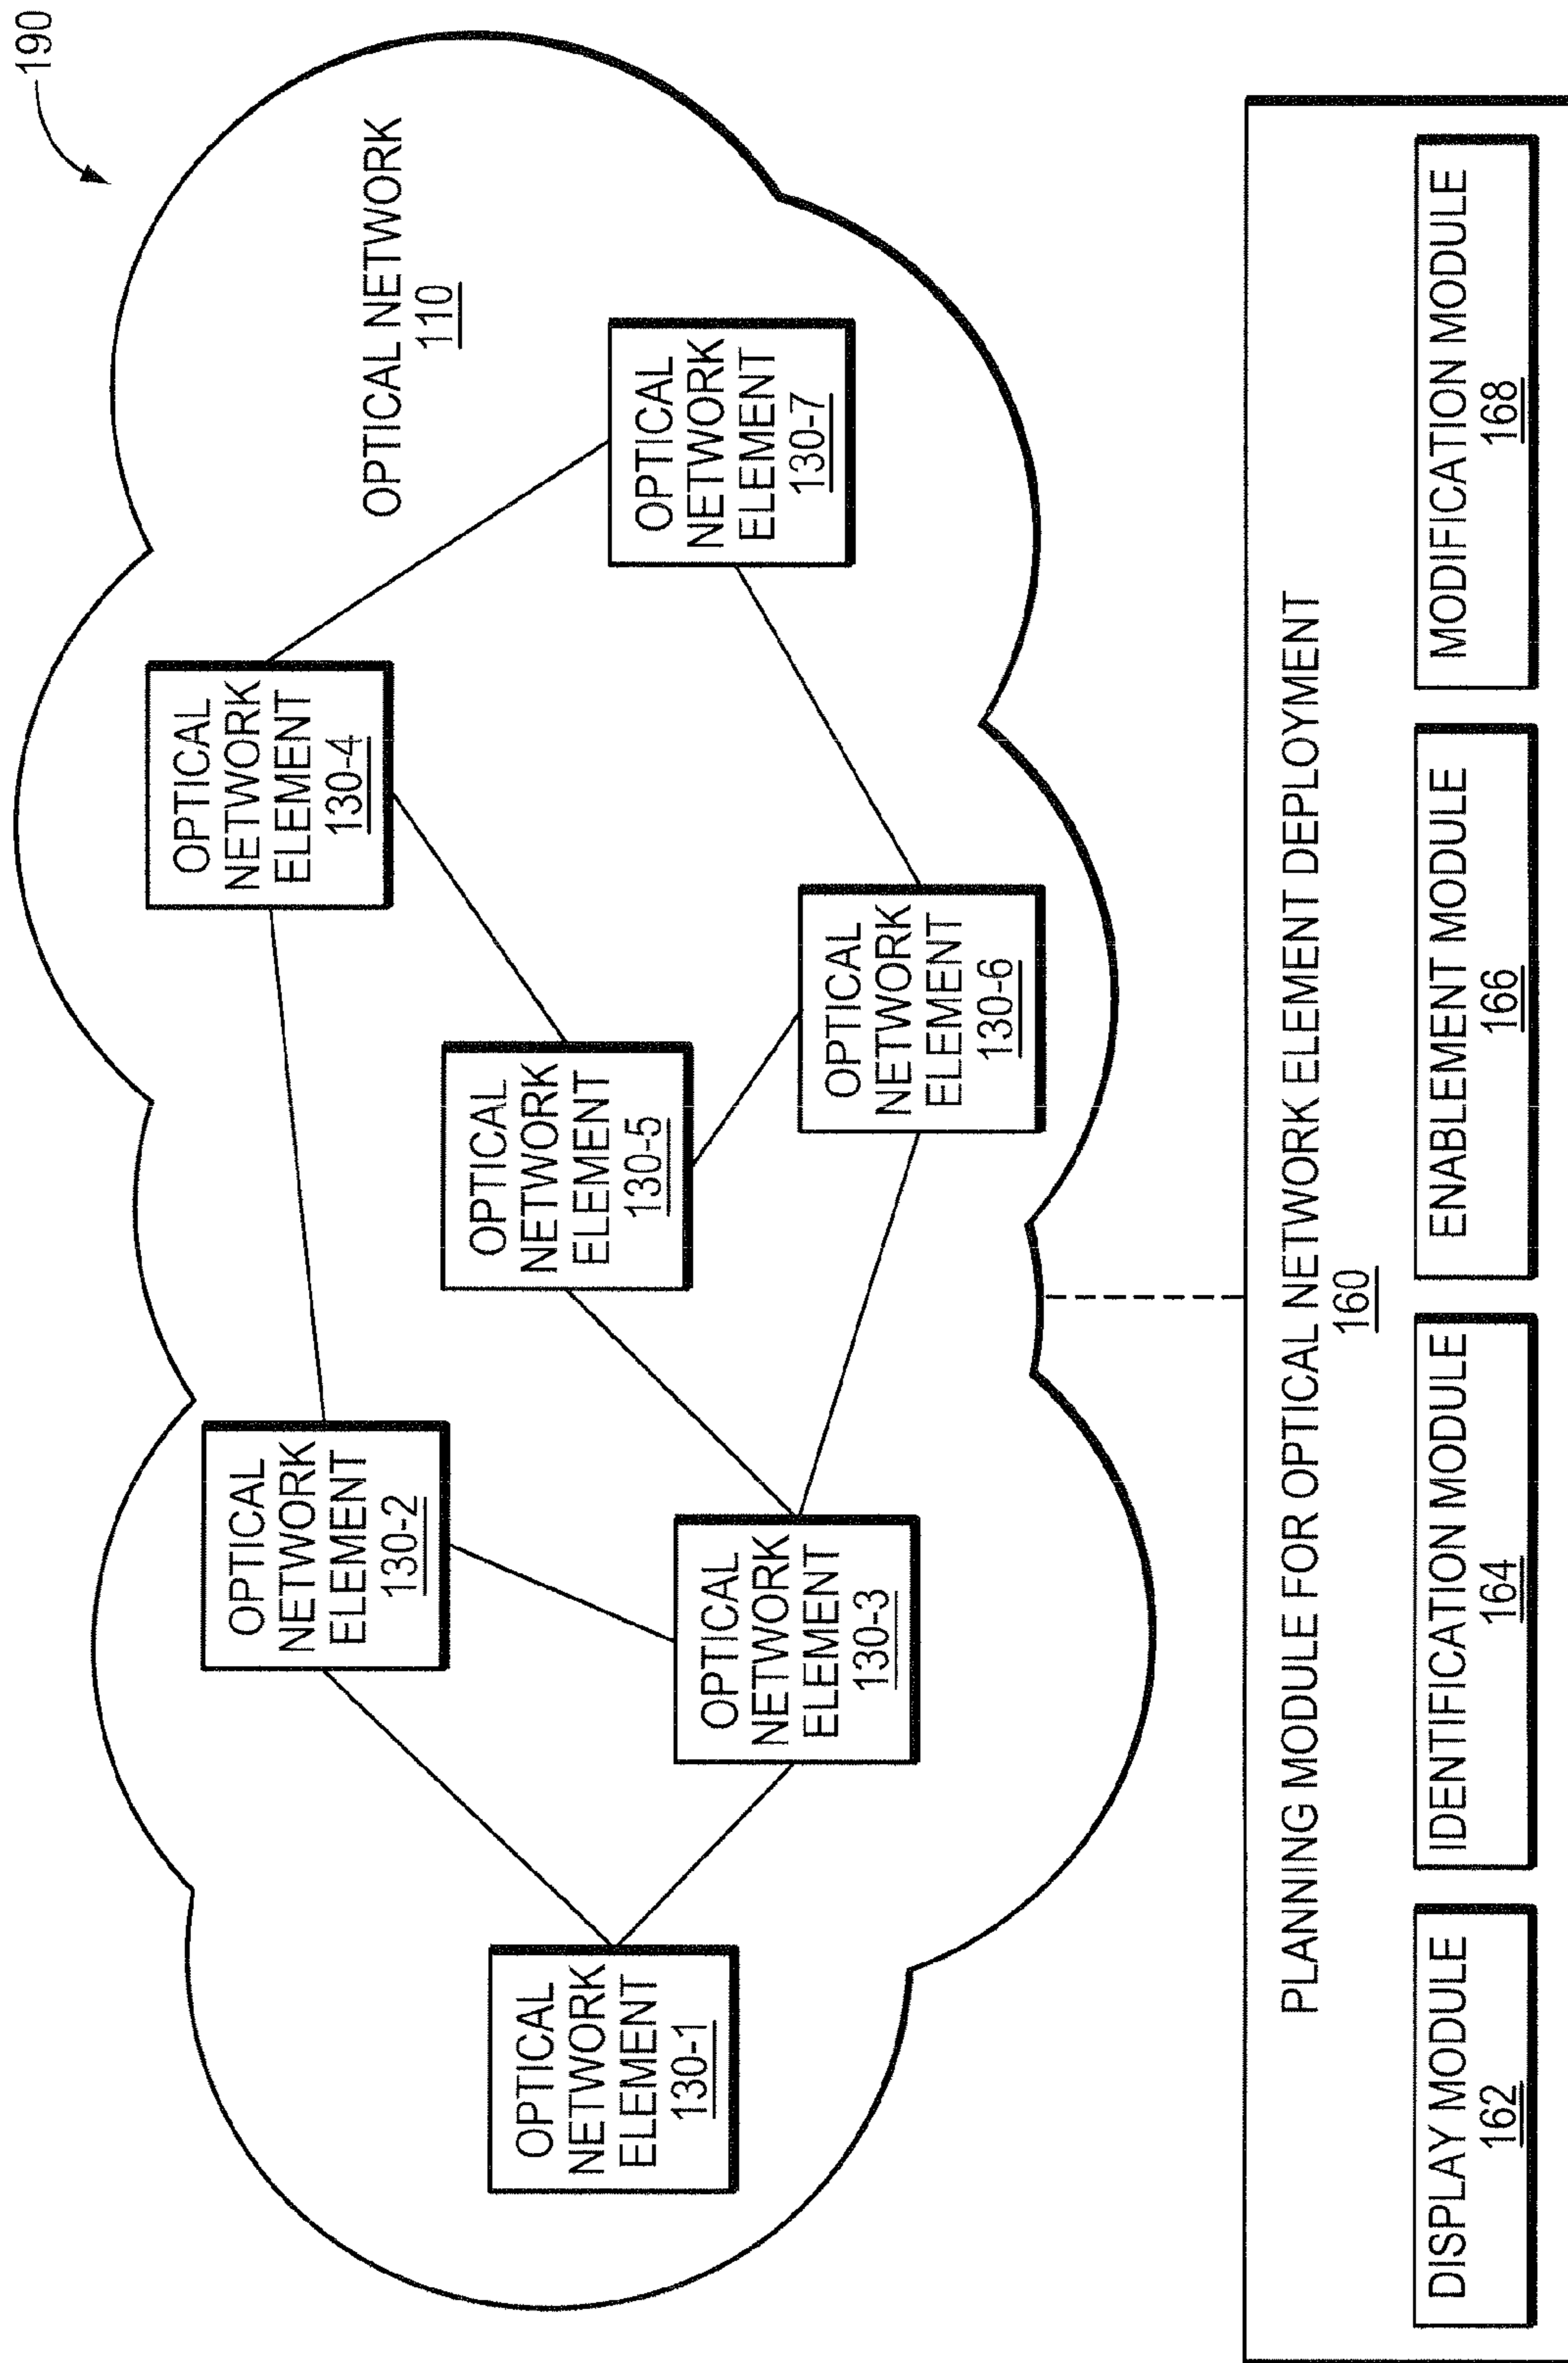 190
OPTICAL NETWORK
110
OPTICAL
NETWORK
ELEMENT
130-1
OPTICAL
NETWORK
ELEMENT
130-2
OPTICAL
NETWORK
ELEMENT
130-3
OPTICAL
NETWORK
ELEMENT
130-4
OPTICAL
NETWORK
ELEMENT
130-5
OPTICAL
NETWORK
ELEMENT
130-6
OPTICAL
NETWORK
ELEMENT
130-7
PLANNING MODULE FOR OPTICAL NETWORK ELEMENT DEPLOYMENT
160
DISPLAY MODULE
162
IDENTIFICATION MODULE
164
ENABLEMENT MODULE
166
MODIFICATION MODULE
168